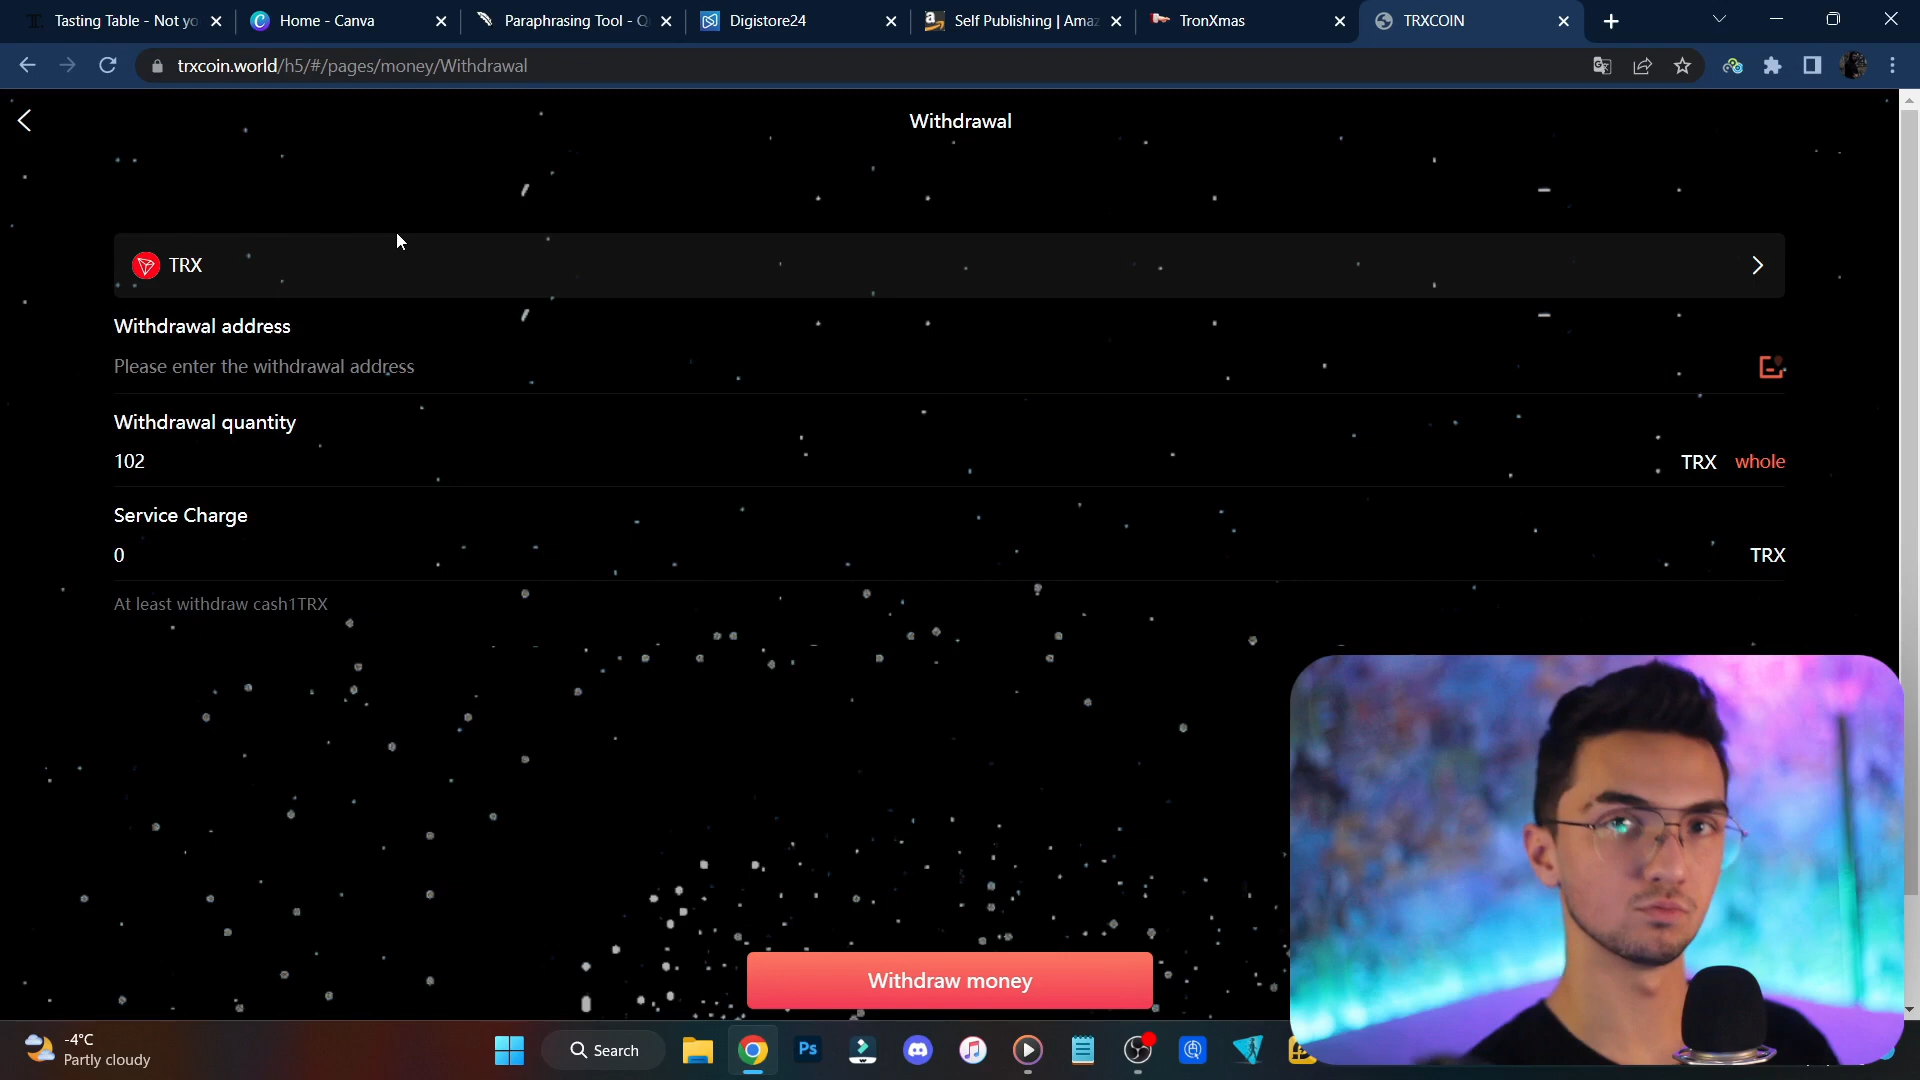 Tasting Table - Not yo
Home - Canva
Paraphrasing Tool - Q
Digistore24
Self Publishing | Amaz
TronXmas
TRXCOIN
trxcoin.world/h5/#/pages/money/Withdrawal
Withdrawal
TRX
Withdrawal address
Please enter the withdrawal address
Withdrawal quantity
102 TRX whole
Service Charge
0 TRX
At least withdraw cash1TRX
Withdraw money
-4°C
Partly cloudy
Search
Ps